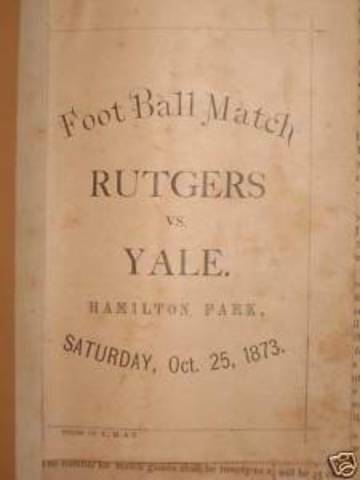 Foot Ball Match
RUTGERS
VS.
YALE.
HAMILTON PARK,
SATURDAY, Oct. 25, 1873.